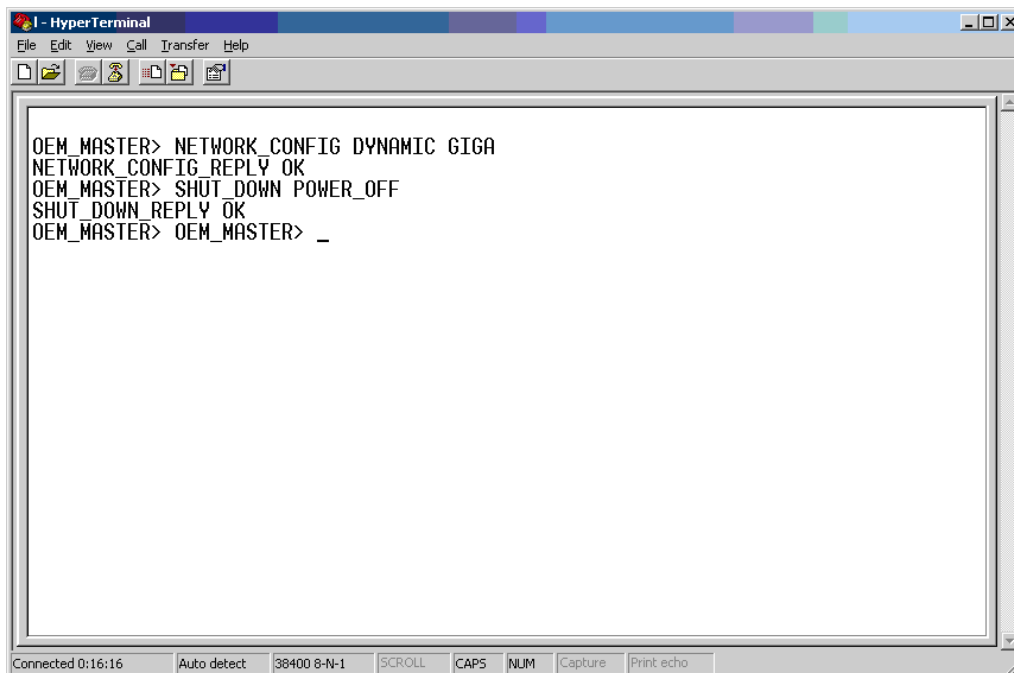 l - HyperTerminal
File Edit View Call Transfer Help
OEM_MASTER> NETWORK_CONFIG DYNAMIC GIGA
NETWORK_CONFIG_REPLY OK
OEM_MASTER> SHUT_DOWN POWER_OFF
SHUT_DOWN_REPLY OK
OEM_MASTER> OEM_MASTER> _
Connected 0:16:16 Auto detect 38400 8-N-1 SCROLL CAPS NUM Capture Print echo